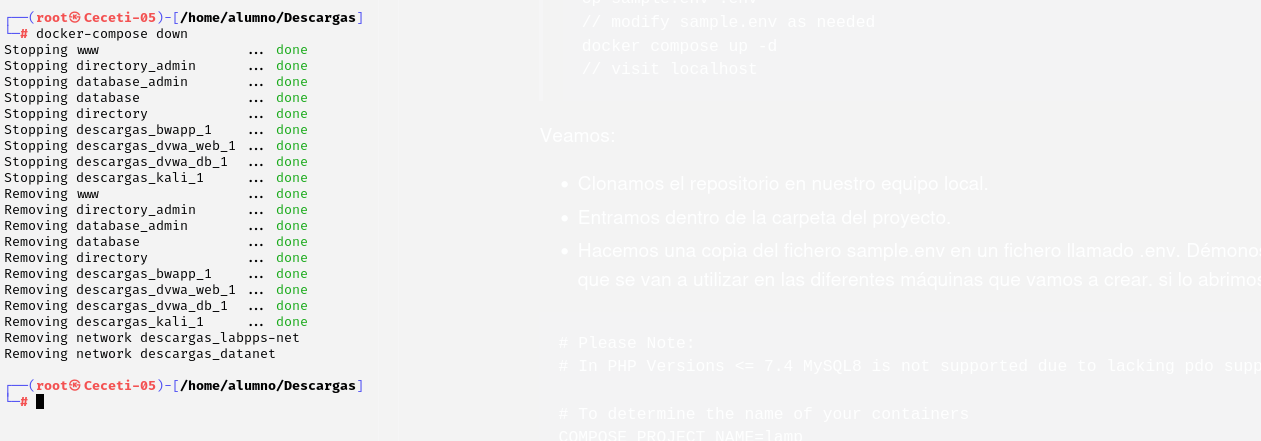 ┌──(root㉿Ceceti-05)-[/home/alumno/Descargas]
└─# docker-compose down
Stopping www ... done
Stopping directory_admin ... done
Stopping database_admin ... done
Stopping database ... done
Stopping directory ... done
Stopping descargas_bwapp_1 ... done
Stopping descargas_dvwa_web_1 ... done
Stopping descargas_dvwa_db_1 ... done
Stopping descargas_kali_1 ... done
Removing www ... done
Removing directory_admin ... done
Removing database_admin ... done
Removing database ... done
Removing directory ... done
Removing descargas_bwapp_1 ... done
Removing descargas_dvwa_web_1 ... done
Removing descargas_dvwa_db_1 ... done
Removing descargas_kali_1 ... done
Removing network descargas_labpps-net
Removing network descargas_datanet
┌──(root㉿Ceceti-05)-[/home/alumno/Descargas]
└─#
// modify sample.env as needed
docker compose up -d
// visit localhost
Veamos:
• Clonamos el repositorio en nuestro equipo local.
• Entramos dentro de la carpeta del proyecto.
• Hacemos una copia del fichero sample.env en un fichero llamado .env. Démonos
que se van a utilizar en las diferentes máquinas que vamos a crear. si lo abrimos
# Please Note:
# In PHP Versions <= 7.4 MySQL8 is not supported due to lacking pdo supp
# To determine the name of your containers
COMPOSE_PROJECT_NAME=lamp